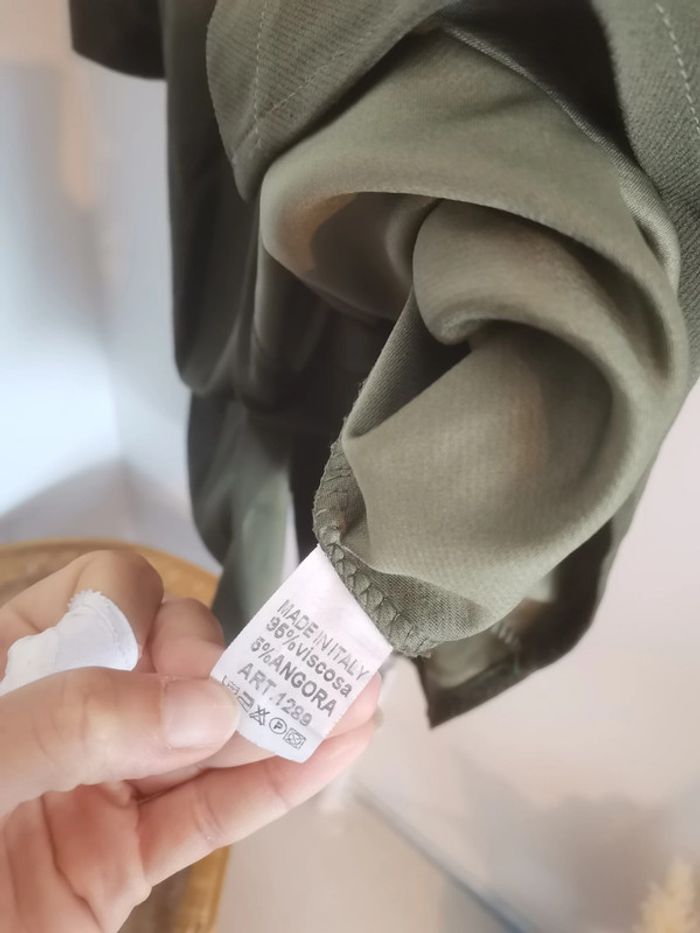 MADE IN ITALY
95%viscosa
5%ANGORA
ART.1289